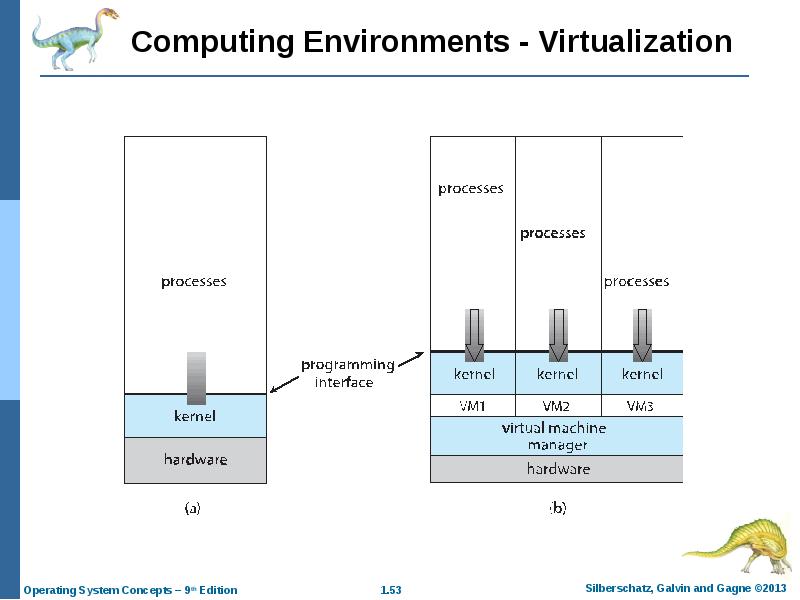 Computing Environments - Virtualization
processes
processes
processes
processes
programming
interface
kernel
kernel
kernel
kernel
VM1
VM2
VM3
virtual machine
manager
hardware
hardware
(a)
(b)
Operating System Concepts – 9th Edition
1.53
Silberschatz, Galvin and Gagne ©2013